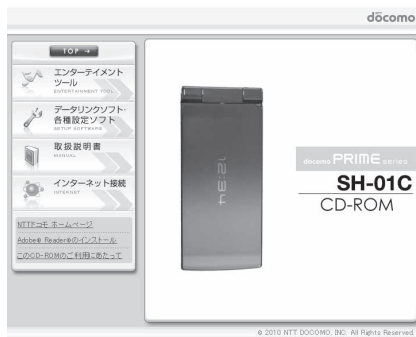 döcomo
TOP →
エンターテイメント
ツール
ENTERTAINMENT TOOL
データリンクソフト・
各種設定ソフト
SETUP SOFTWARE
取扱説明書
MANUAL
インターネット接続
INTERNET
NTTドコモ ホームページ
Adobe® Reader®のインストール
このCD-ROMのご利用にあたって
12:34
docomo PRIME series
SH-01C
CD-ROM
© 2010 NTT DOCOMO, INC. All Rights Reserved.